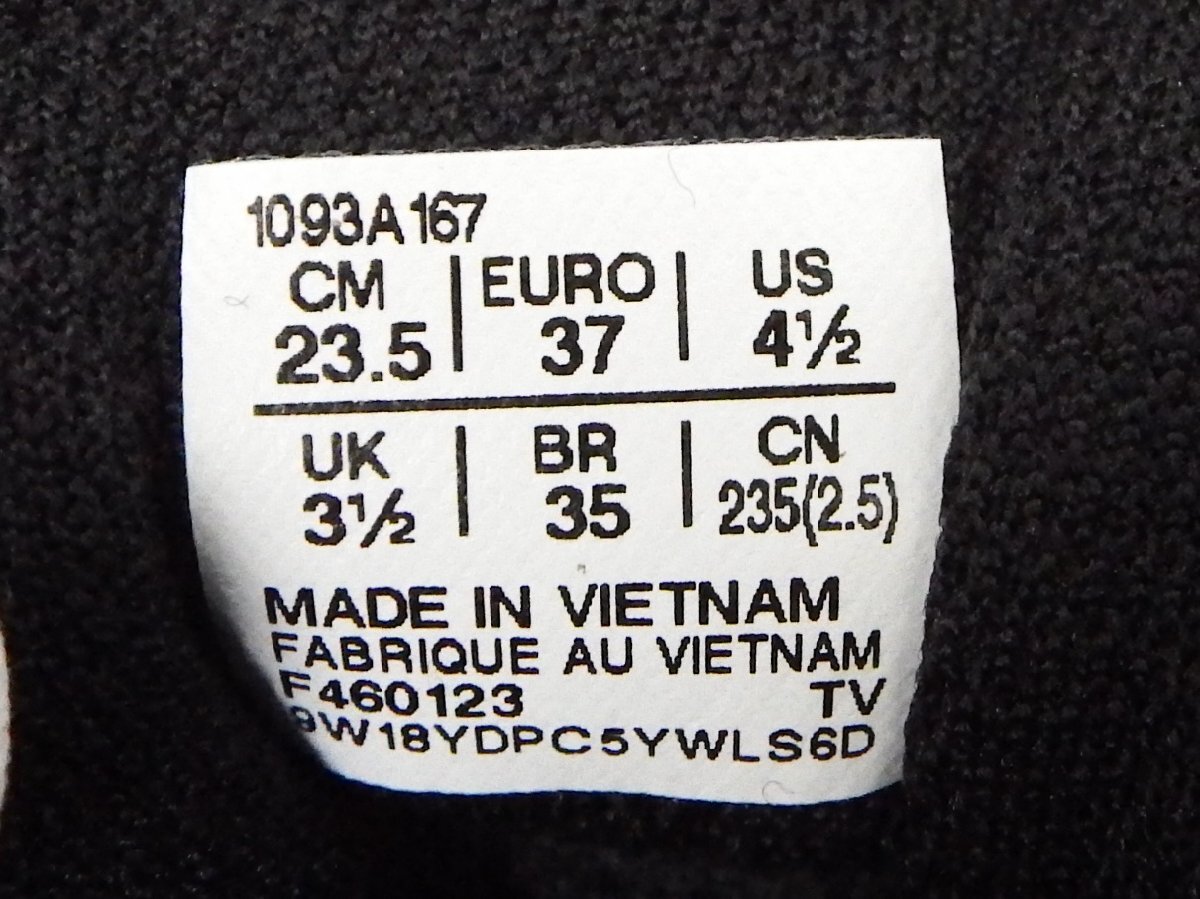 1093A167
CM EURO US
23.5 37 4½
UK BR CN
3½ 35 235(2.5)
MADE IN VIETNAM
FABRIQUE AU VIETNAM
F460123 TV
9W18YDPC5YWLS6D